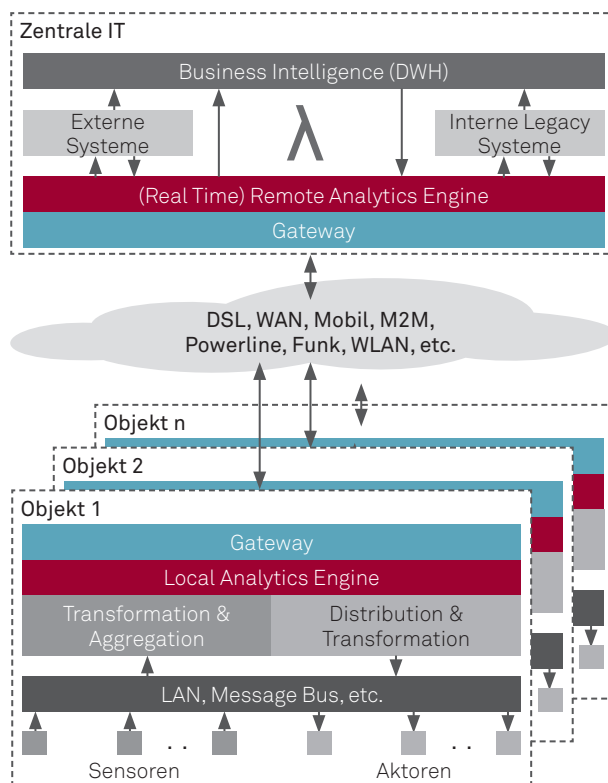 Zentrale IT
Business Intelligence (DWH)
Externe
Systeme
λ
Interne Legacy
Systeme
(Real Time) Remote Analytics Engine
Gateway
DSL, WAN, Mobil, M2M,
Powerline, Funk, WLAN, etc.
Objekt n
Objekt 2
Objekt 1
Gateway
Local Analytics Engine
Transformation &
Aggregation
Distribution &
Transformation
LAN, Message Bus, etc.
. .
. .
Sensoren
Aktoren